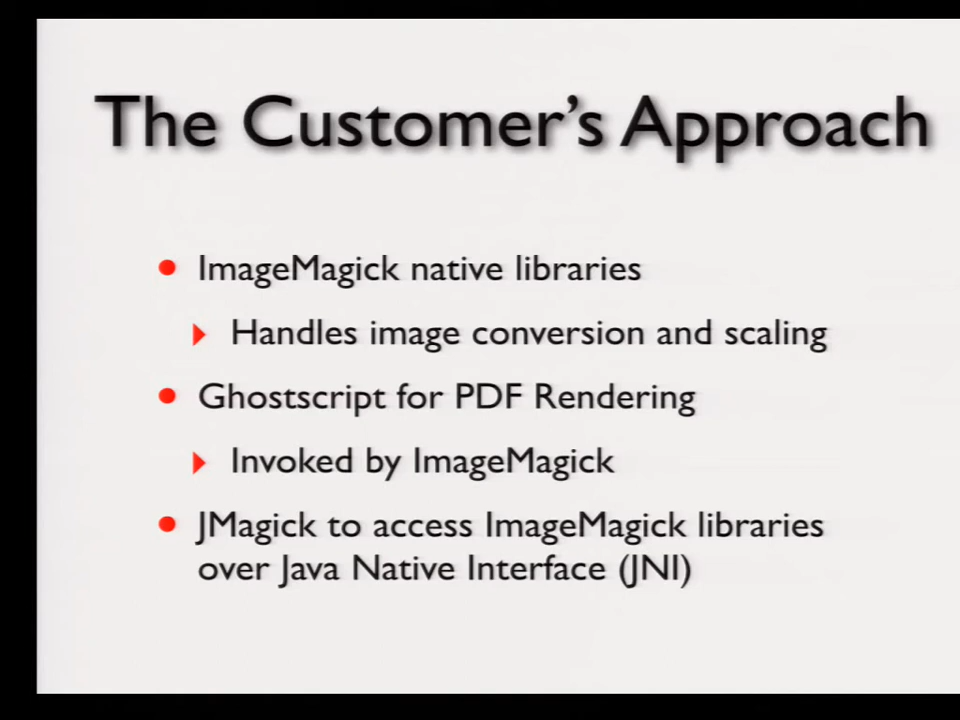 The Customer's Approach
ImageMagick native libraries
Handles image conversion and scaling
Ghostscript for PDF Rendering
Invoked by ImageMagick
JMagick to access ImageMagick libraries
over Java Native Interface (JNI)